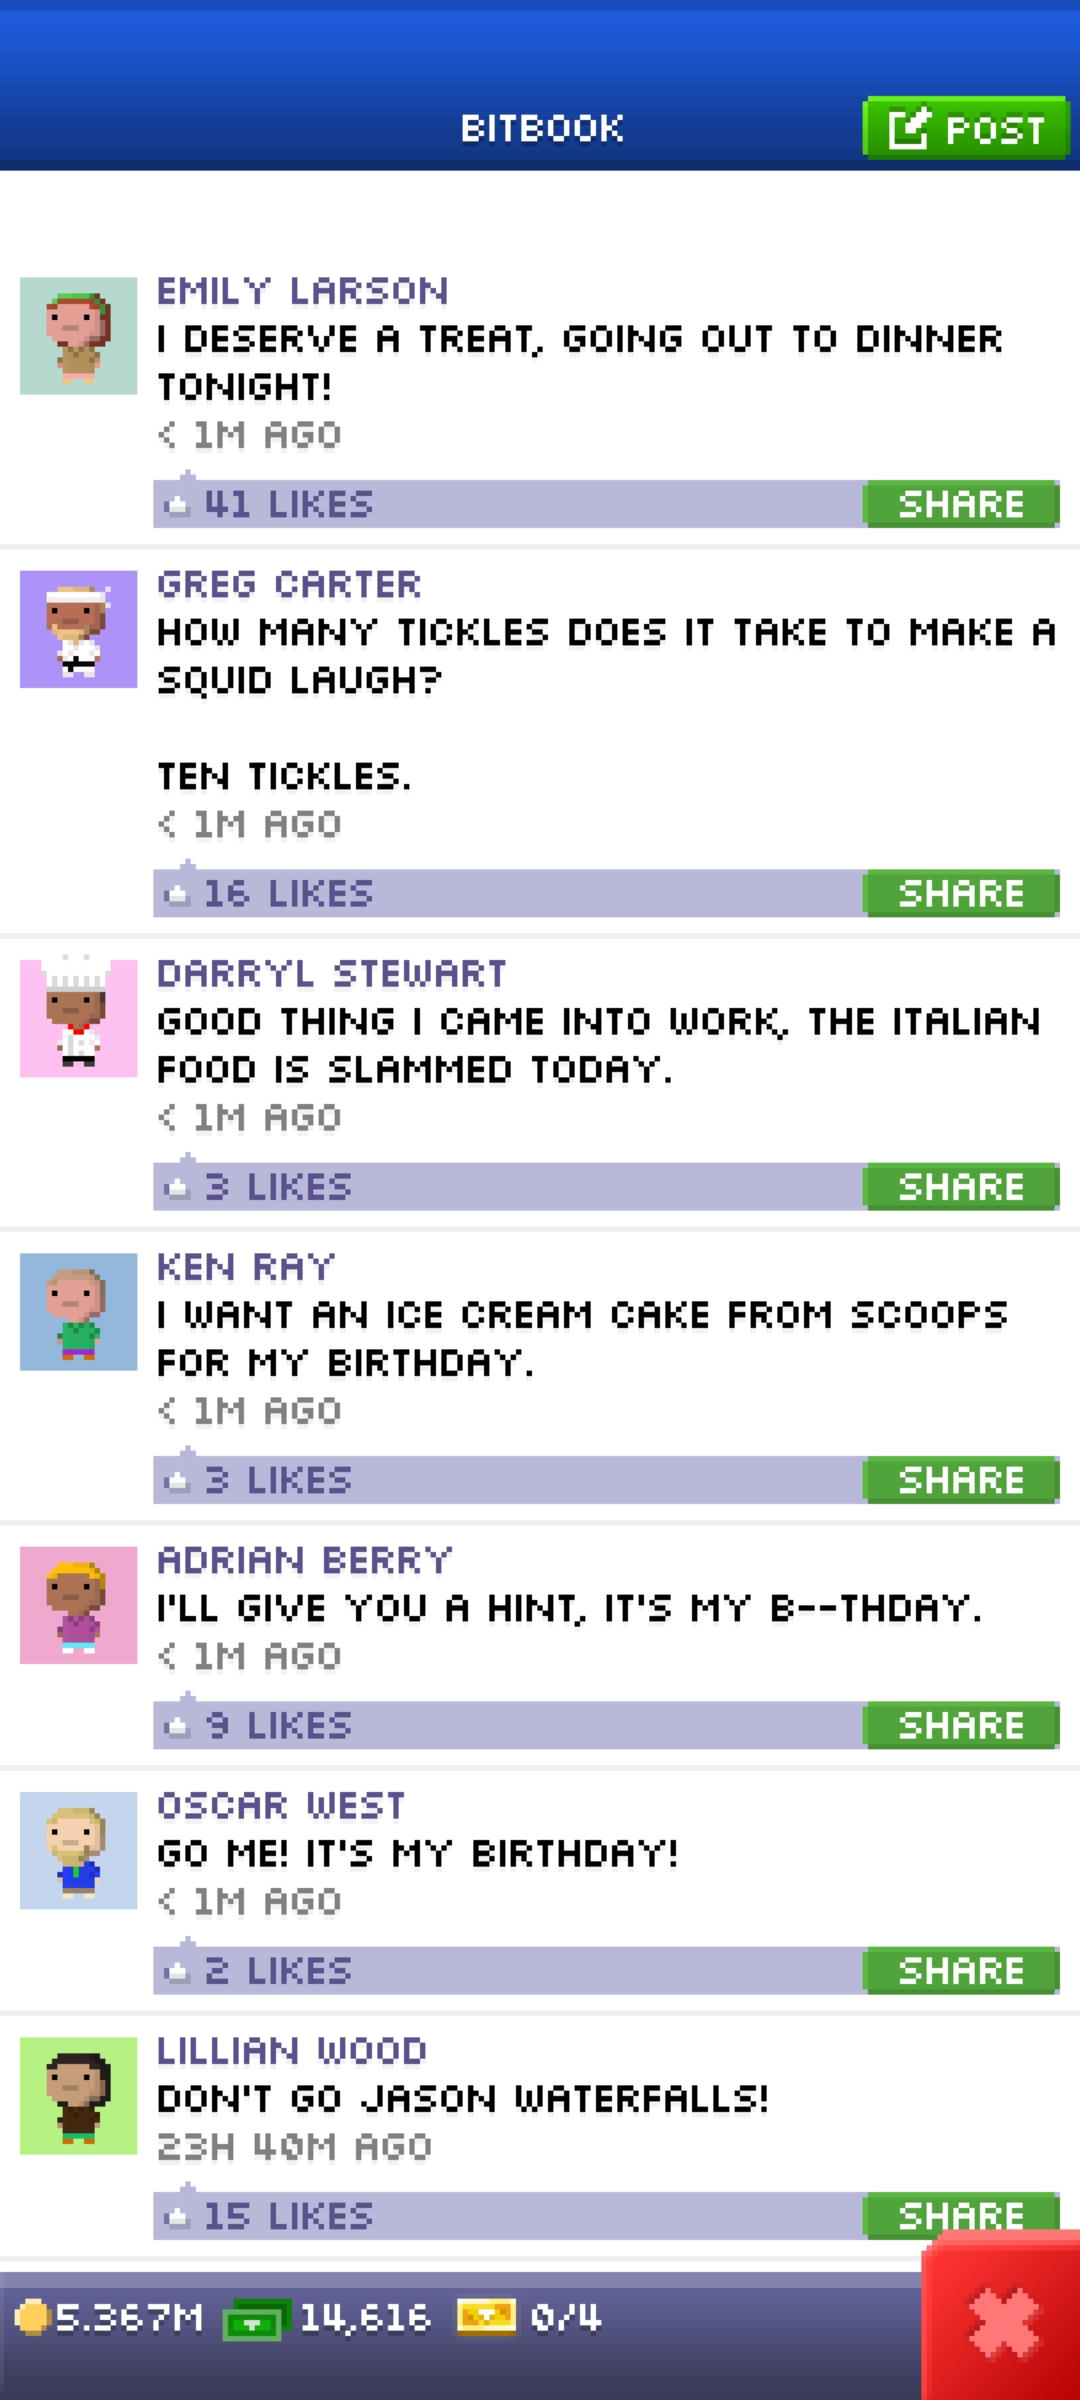 BITBOOK
POST
EMILY LARSON
I DESERVE A TREAT, GOING OUT TO DINNER
TONIGHT!
< 1M AGO
41 LIKES
SHARE
GREG CARTER
HOW MANY TICKLES DOES IT TAKE TO MAKE A
SQUID LAUGH?
TEN TICKLES.
< 1M AGO
16 LIKES
SHARE
DARRYL STEWART
GOOD THING I CAME INTO WORK, THE ITALIAN
FOOD IS SLAMMED TODAY.
< 1M AGO
3 LIKES
SHARE
KEN RAY
I WANT AN ICE CREAM CAKE FROM SCOOPS
FOR MY BIRTHDAY.
< 1M AGO
3 LIKES
SHARE
ADRIAN BERRY
I'LL GIVE YOU A HINT, IT'S MY B--THDAY.
< 1M AGO
9 LIKES
SHARE
OSCAR WEST
GO ME! IT'S MY BIRTHDAY!
< 1M AGO
2 LIKES
SHARE
LILLIAN WOOD
DON'T GO JASON WATERFALLS!
23H 40M AGO
15 LIKES
SHARE
5.367M 14,616 0/4